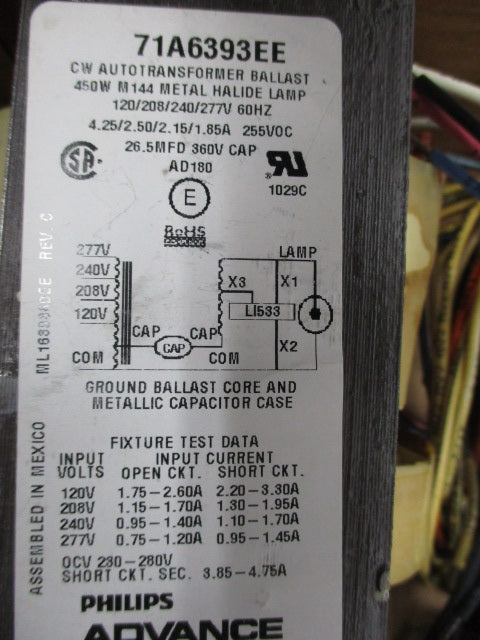 71A6393EE
CW AUTOTRANSFORMER BALLAST
450W M144 METAL HALIDE LAMP
120/208/240/277V 60HZ
4.25/2.50/2.15/1.85A 255VOC
26.5MFD 360V CAP
AD180
1029C
E
RoHS
REV. C
277V
240V
208V
120V
COM
CAP
CAP
CAP
COM
LAMP
X3
X1
LI533
X2
GROUND BALLAST CORE AND
METALLIC CAPACITOR CASE
ASSEMBLED IN MEXICO
FIXTURE TEST DATA
INPUT INPUT CURRENT
VOLTS OPEN CKT. SHORT CKT.
120V 1.75-2.60A 2.20-3.30A
208V 1.15-1.70A 1.30-1.95A
240V 0.95-1.40A 1.10-1.70A
277V 0.75-1.20A 0.95-1.45A
OCV 230-280V
SHORT CKT. SEC. 3.85-4.75A
PHILIPS
ADVANCE